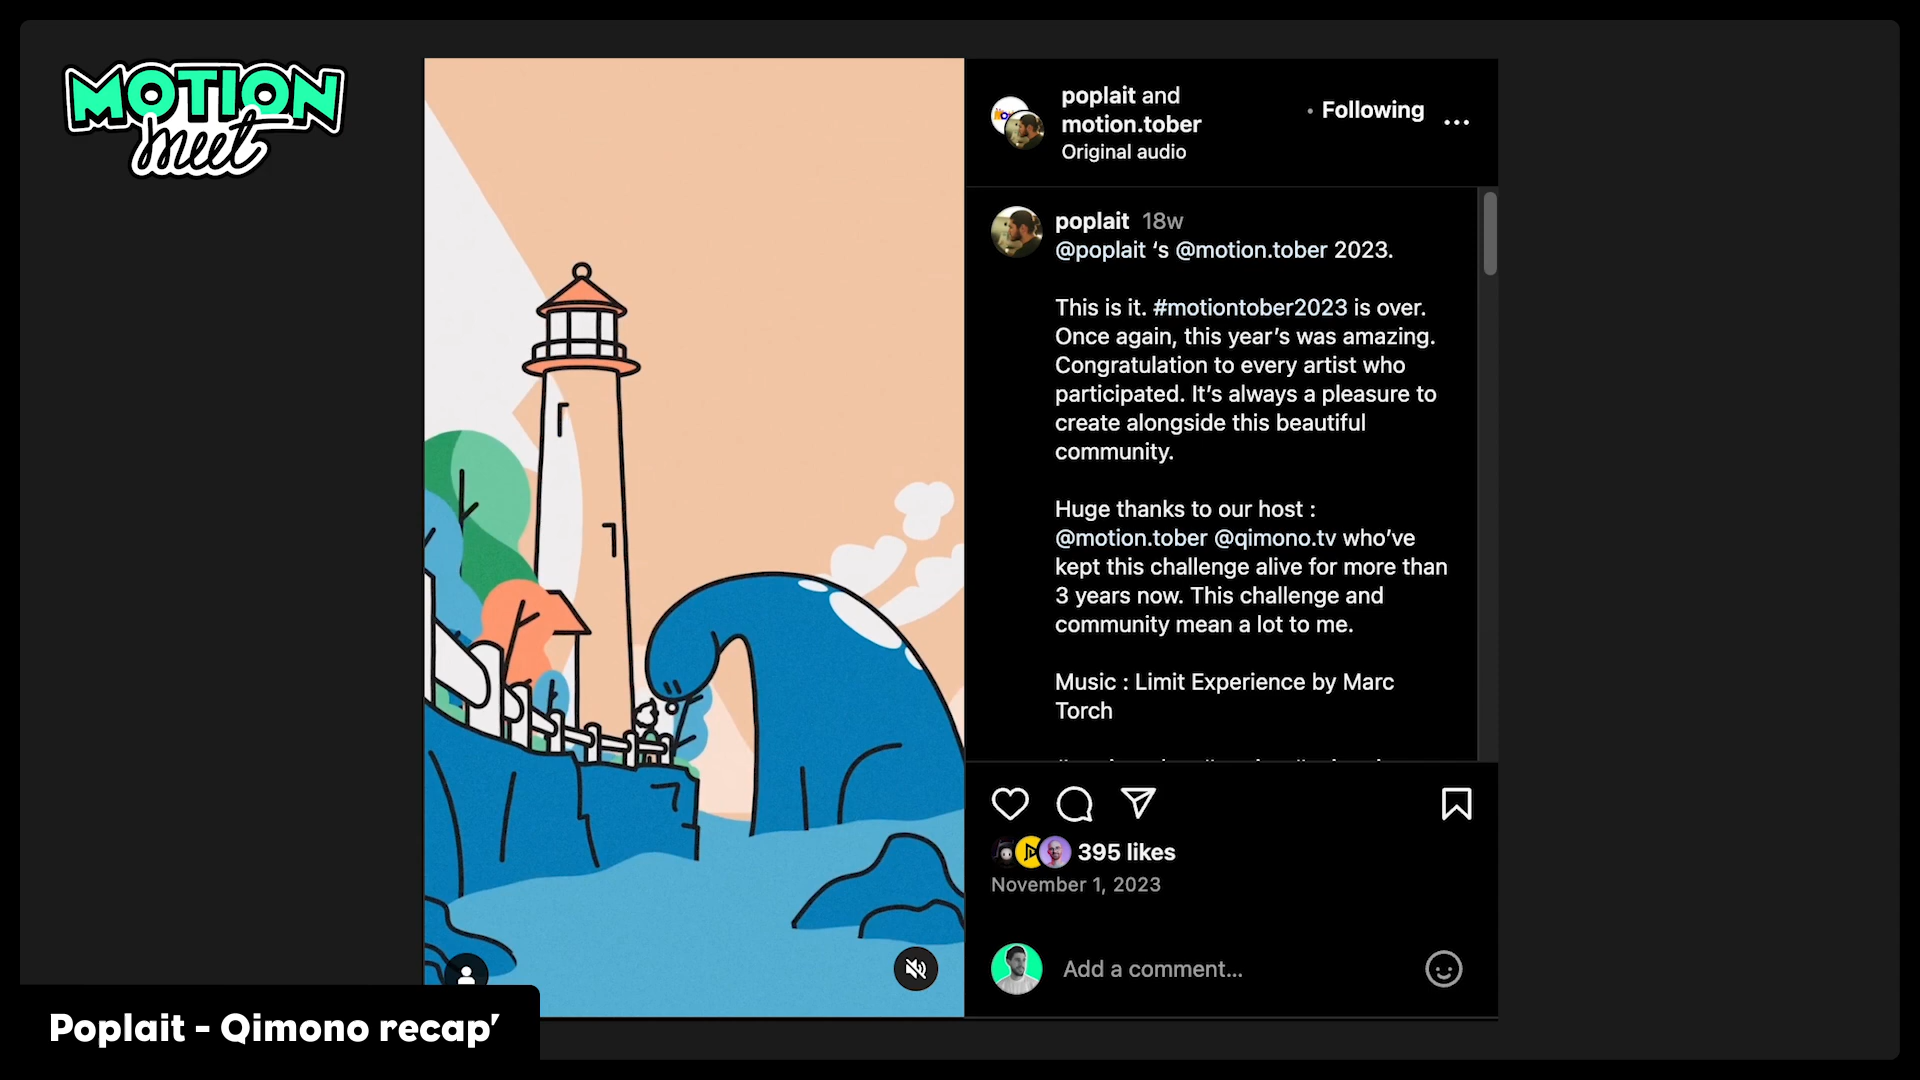 MOTION
meet
poplait and
motion.tober
Original audio
• Following
...
poplait 18w
@poplait ‘s @motion.tober 2023.
This is it. #motiontober2023 is over.
Once again, this year’s was amazing.
Congratulation to every artist who
participated. It’s always a pleasure to
create alongside this beautiful
community.
Huge thanks to our host :
@motion.tober @qimono.tv who’ve
kept this challenge alive for more than
3 years now. This challenge and
community mean a lot to me.
Music : Limit Experience by Marc
Torch
395 likes
November 1, 2023
Add a comment...
Poplait - Qimono recap’